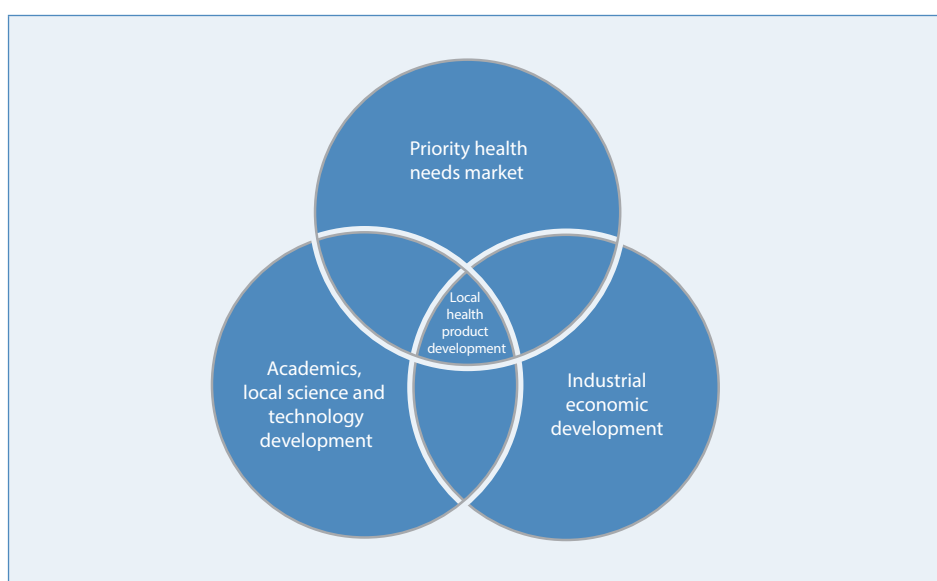 Priority health
needs market
Local
health
product
development
Academics,
local science and
technology
development
Industrial
economic
development